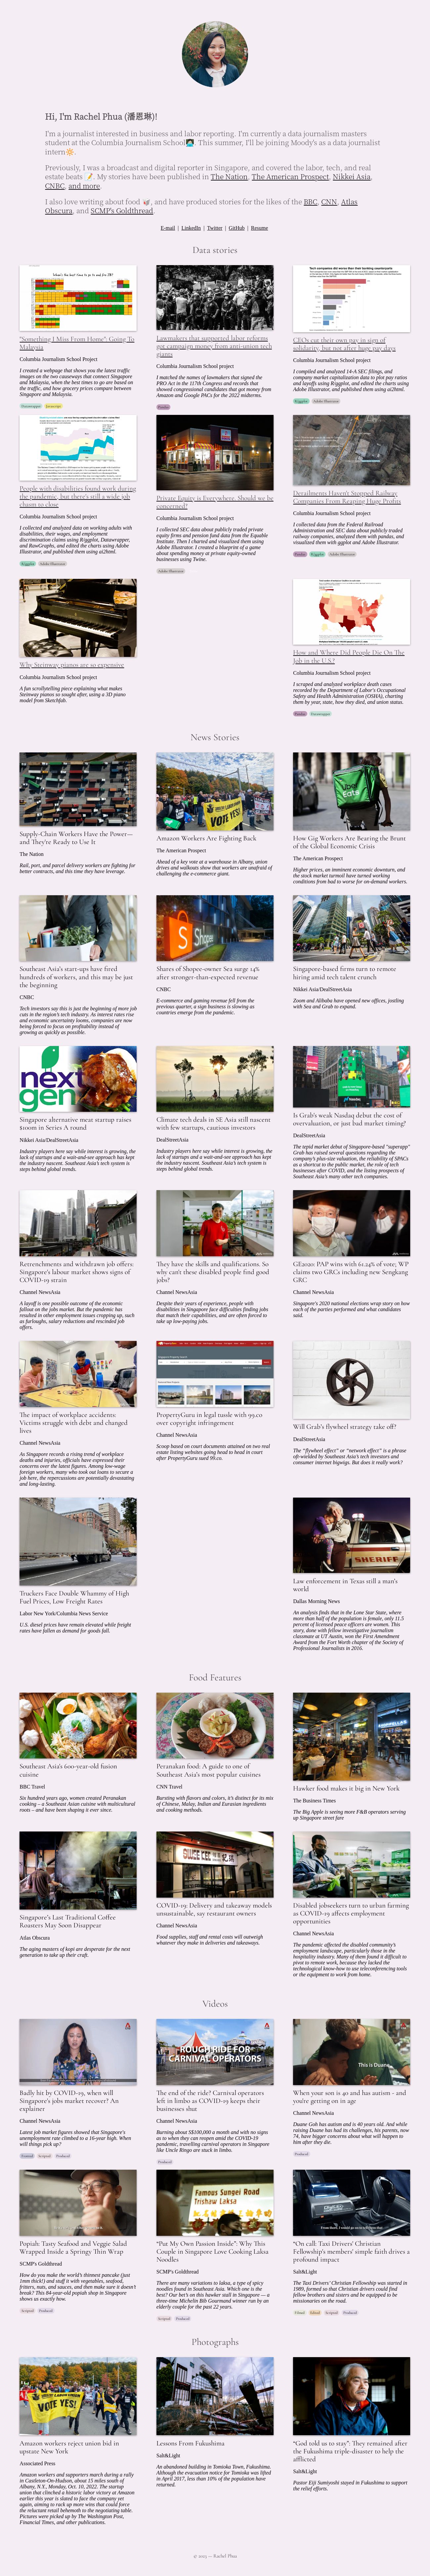 Hi, I'm Rachel Phua (潘恩琳)!
I'm a journalist interested in business and labor reporting. I'm currently a data journalism masters
student at the Columbia Journalism School👩🏻‍💻. This summer, I'll be joining Moody's as a data journalist
intern🔆.
Previously, I was a broadcast and digital reporter in Singapore, and covered the labor, tech, and real
estate beats 📝. My stories have been published in The Nation, The American Prospect, Nikkei Asia,
CNBC, and more.
I also love writing about food 🥡, and have produced stories for the likes of the BBC, CNN, Atlas
Obscura, and SCMP's Goldthread.
E-mail | LinkedIn | Twitter | GitHub | Resume
Data stories
"Something I Miss From Home": Going To
Malaysia
Columbia Journalism School Project
I created a webpage that shows you the latest traffic
images on the two causeways that connect Singapore
and Malaysia, when the best times to go are based on
the traffic, and how grocery prices compare between
Singapore and Malaysia.
Datawrapper Javascript
Lawmakers that supported labor reforms
got campaign money from anti-union tech
giants
Columbia Journalism school project
I matched the names of lawmakers that signed the
PRO Act in the 117th Congress and records that
showed congressional candidates that got money from
Amazon and Google PACs for the 2022 midterms.
Pandas
CEOs cut their own pay in sign of
solidarity, but not after huge pay days
Columbia Journalism School project
I compiled and analyzed 14-A SEC filings, and
company market capitalization data to get pay ratios
and layoffs using R/ggplot, and edited the charts using
Adobe Illustrator, and published them using ai2html.
R/ggplot Adobe Illustrator
People with disabilities found work during
the pandemic, but there's still a wide job
chasm to close
Columbia Journalism School project
I collected and analyzed data on working adults with
disabilities, their wages, and employment
discrimination claims using R/ggplot, Datawrapper,
and RawGraphs, and edited the charts using Adobe
Illustrator, and published them using ai2html.
R/ggplot Adobe Illustrator
Private Equity is Everywhere. Should we be
concerned?
Columbia Journalism School project
I collected SEC data about publicly traded private
equity firms and pension fund data from the Equable
Institute. Then I charted and visualized them using
Adobe Illustrator. I created a blueprint of a game
about spending money at private equity-owned
businesses using Twine.
Adobe Illustrator
Derailments Haven't Stopped Railway
Companies From Reaping Huge Profits
Columbia Journalism School project
I collected data from the Federal Railroad
Administration and SEC data about publicly traded
railway companies, analyzed them with pandas, and
visualized them with ggplot and Adobe Illustrator.
Pandas R/ggplot Adobe Illustrator
Why Steinway pianos are so expensive
Columbia Journalism School project
A fun scrollytelling piece explaining what makes
Steinway pianos so sought after, using a 3D piano
model from Sketchfab.
How and Where Did People Die On The
Job in the U.S.?
Columbia Journalism School project
I scraped and analyzed workplace death cases
recorded by the Department of Labor's Occupational
Safety and Health Administration (OSHA), charting
them by year, state, how they died, and union status.
Pandas Datawrapper
News Stories
Supply-Chain Workers Have the Power—
and They're Ready to Use It
The Nation
Rail, port, and parcel delivery workers are fighting for
better contracts, and this time they have leverage.
Amazon Workers Are Fighting Back
The American Prospect
Ahead of a key vote at a warehouse in Albany, union
drives and walkouts show that workers are unafraid of
challenging the e-commerce giant.
How Gig Workers Are Bearing the Brunt
of the Global Economic Crisis
The American Prospect
Higher prices, an imminent economic downturn, and
the stock market turmoil have turned working
conditions from bad to worse for on-demand workers.
Southeast Asia's start-ups have fired
hundreds of workers, and this may be just
the beginning
CNBC
Tech investors say this is just the beginning of more job
cuts in the region's tech industry. As interest rates rise
and economic uncertainty looms, companies are now
being forced to focus on profitability instead of
growing as quickly as possible.
Shares of Shopee-owner Sea surge 14%
after stronger-than-expected revenue
CNBC
E-commerce and gaming revenue fell from the
previous quarter, a sign business is slowing as
countries emerge from the pandemic.
Singapore-based firms turn to remote
hiring amid tech talent crunch
Nikkei Asia/DealStreetAsia
Zoom and Alibaba have opened new offices, jostling
with Sea and Grab to expand.
next
gen
Singapore alternative meat startup raises
$100m in Series A round
Nikkei Asia/DealStreetAsia
Industry players here say while interest is growing, the
lack of startups and a wait-and-see approach has kept
the industry nascent. Southeast Asia's tech system is
steps behind global trends.
Climate tech deals in SE Asia still nascent
with few startups, cautious investors
DealStreetAsia
Industry players here say while interest is growing, the
lack of startups and a wait-and-see approach has kept
the industry nascent. Southeast Asia's tech system is
steps behind global trends.
Is Grab's weak Nasdaq debut the cost of
overvaluation, or just bad market timing?
DealStreetAsia
The tepid market debut of Singapore-based "superapp"
Grab has raised several questions regarding the
company's plus-size valuation, the reliability of SPACs
as a shortcut to the public market, the role of tech
businesses after COVID, and the listing prospects of
Southeast Asia's many other tech companies.
Retrenchments and withdrawn job offers:
Singapore's labour market shows signs of
COVID-19 strain
Channel NewsAsia
A layoff is one possible outcome of the economic
fallout on the job market. But the pandemic has
resulted in other employment issues cropping up, such
as furloughs, salary reductions and rescinded job
offers.
They have the skills and qualifications. So
why can't these disabled people find good
jobs?
Channel NewsAsia
Despite their years of experience, people with
disabilities in Singapore face difficulties finding jobs
that match their capabilities, and are often forced to
take up low-paying jobs.
GE2020: PAP wins with 61.24% of vote; WP
claims two GRCs including new Sengkang
GRC
Channel NewsAsia
Singapore's 2020 national elections wrap story on how
each of the parties performed and what candidates
said.
The impact of workplace accidents:
Victims struggle with debt and changed
lives
Channel NewsAsia
As Singapore records a rising trend of workplace
deaths and injuries, officials have expressed their
concerns over the latest figures. Among low-wage
foreign workers, many who took out loans to secure a
job here, the repercussions are potentially devastating
and long-lasting.
PropertyGuru in legal tussle with 99.co
over copyright infringement
Channel NewsAsia
Scoop based on court documents attained on two real
estate listing websites going head to head in court
after PropertyGuru sued 99.co.
Will Grab's flywheel strategy take off?
DealStreetAsia
The "flywheel effect" or "network effect" is a phrase
oft-wielded by Southeast Asia's tech investors and
consumer internet bigwigs. But does it really work?
Truckers Face Double Whammy of High
Fuel Prices, Low Freight Rates
Labor New York/Columbia News Service
U.S. diesel prices have remain elevated while freight
rates have fallen as demand for goods fall.
SHERIFF
Law enforcement in Texas still a man's
world
Dallas Morning News
An analysis finds that in the Lone Star State, where
more than half of the population is female, only 11.5
percent of licensed peace officers are women. This
story, done with fellow investigative journalism
classmates at UT Austin, won the First Amendment
Award from the Fort Worth chapter of the Society of
Professional Journalists in 2016.
Food Features
Southeast Asia's 600-year-old fusion
cuisine
BBC Travel
Six hundred years ago, women created Peranakan
cooking – a Southeast Asian cuisine with multicultural
roots – and have been shaping it ever since.
Peranakan food: A guide to one of
Southeast Asia's most popular cuisines
CNN Travel
Bursting with flavors and colors, it's distinct for its mix
of Chinese, Malay, Indian and Eurasian ingredients
and cooking methods.
Hawker food makes it big in New York
The Business Times
The Big Apple is seeing more F&B operators serving
up Singapore street fare
Singapore's Last Traditional Coffee
Roasters May Soon Disappear
Atlas Obscura
The aging masters of kopi are desperate for the next
generation to take up their craft.
COVID-19: Delivery and takeaway models
unsustainable, say restaurant owners
Channel NewsAsia
Food supplies, staff and rental costs will outweigh
whatever they make in deliveries and takeaways.
Disabled jobseekers turn to urban farming
as COVID-19 affects employment
opportunities
Channel NewsAsia
The pandemic affected the disabled community's
employment landscape, particularly those in the
hospitality industry. Many of them found it difficult to
pivot to remote work, because they lacked the
technological know-how to use teleconferencing tools
or the equipment to work from home.
Videos
Badly hit by COVID-19, when will
Singapore's jobs market recover? An
explainer
Channel NewsAsia
Latest job market figures showed that Singapore's
unemployment rate climbed to a 16-year high. When
will things pick up?
Hosted Scripted Produced
ROUGH RIDE FOR
CARNIVAL OPERATORS
The end of the ride? Carnival operators
left in limbo as COVID-19 keeps their
businesses shut
Channel NewsAsia
Burning about S$100,000 a month and with no signs
as to when they can reopen amid the COVID-19
pandemic, travelling carnival operators in Singapore
like Uncle Ringo are stuck in limbo.
Produced
This is Duane
When your son is 40 and has autism - and
you're getting on in age
Channel NewsAsia
Duane Goh has autism and is 40 years old. And while
raising Duane has had its challenges, his parents, now
74, have bigger concerns about what will happen to
him after they die.
Produced
Popiah: Tasty Seafood and Veggie Salad
Wrapped Inside a Springy Thin Wrap
SCMP's Goldthread
How do you make the world's thinnest pancake (just
1mm thick!) and stuff it with vegetables, seafood,
fritters, nuts, and sauces, and then make sure it doesn't
break? This 84-year-old popiah shop in Singapore
shows us exactly how.
Scripted Produced
Famous Sungei Road
Trishaw Laksa
"Put My Own Passion Inside": Why This
Couple in Singapore Love Cooking Laksa
Noodles
SCMP's Goldthread
There are many variations to laksa, a type of spicy
noodles found in Southeast Asia. Which one is the
best? Our bet's on this hawker stall in Singapore — a
three-time Michelin Bib Gourmand winner run by an
elderly couple for the past 22 years.
Scripted Produced
"On call: Taxi Drivers' Christian
Fellowship's members' simple faith drives a
profound impact
Salt&Light
The Taxi Drivers' Christian Fellowship was started in
1989, formed so that Christian drivers could find
fellow brothers and sisters and be equipped to be
missionaries on the road.
Filmed Edited Scripted Produced
Photographs
VOTE YES!
Amazon workers reject union bid in
upstate New York
Associated Press
Amazon workers and supporters march during a rally
in Castleton-On-Hudson, about 15 miles south of
Albany, N.Y., Monday, Oct. 10, 2022. The startup
union that clinched a historic labor victory at Amazon
earlier this year is slated to face the company yet
again, aiming to rack up more wins that could force
the reluctant retail behemoth to the negotiating table.
Pictures were picked up by The Washington Post,
Financial Times, and other publications.
Lessons From Fukushima
Salt&Light
An abandoned building in Tomioka Town, Fukushima.
Although the evacuation notice for Tomioka was lifted
in April 2017, less than 10% of the population have
returned.
"God told us to stay": They remained after
the Fukushima triple-disaster to help the
afflicted
Salt&Light
Pastor Eiji Sumiyoshi stayed in Fukushima to support
the relief efforts.
© 2023 — Rachel Phua